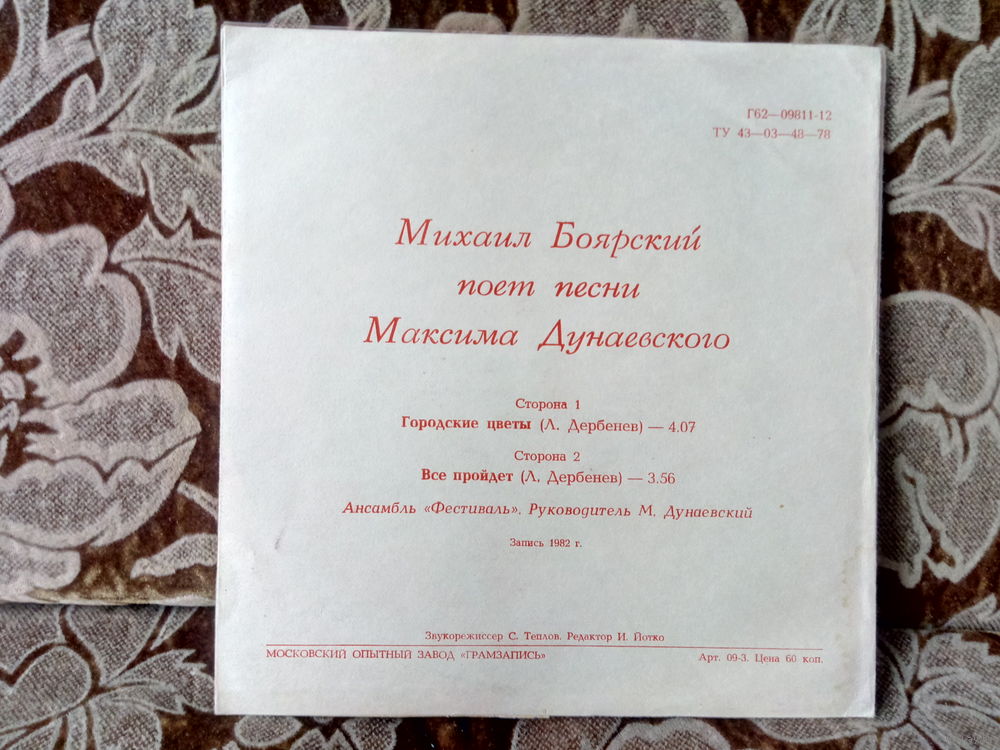 Г62—09811-12
ТУ 43—03—48—78
Михаил Боярский
поет песни
Максима Дунаевского
Сторона 1
Городские цветы (Л. Дербенев) — 4.07
Сторона 2
Все пройдет (Л. Дербенев) — 3.56
Ансамбль «Фестиваль». Руководитель М. Дунаевский
Запись 1982 г.
Звукорежиссер С. Теплов. Редактор И. Йотко
МОСКОВСКИЙ ОПЫТНЫЙ ЗАВОД «ГРАМЗАПИСЬ»
Арт. 09-3. Цена 60 коп.